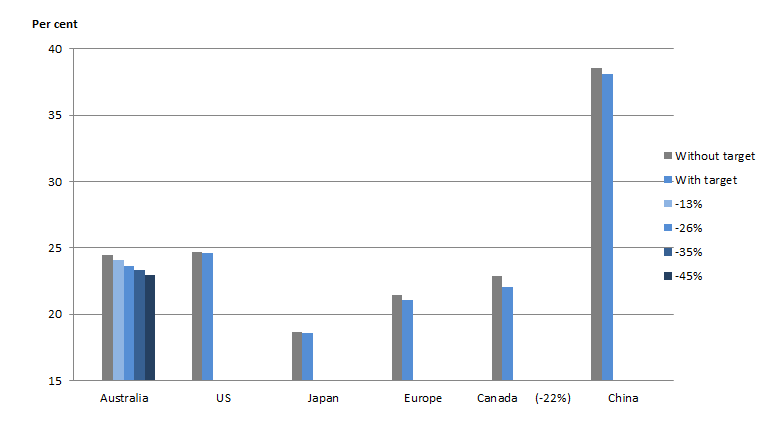 Per cent
40
35
30
25
20
15
Australia US Japan Europe Canada (-22%) China
Without target
With target
-13%
-26%
-35%
-45%